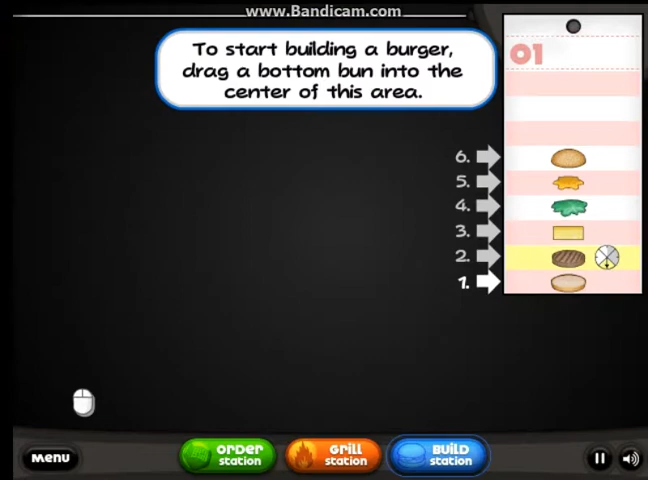 www.Bandicam.com
To start building a burger,
drag a bottom bun into the
center of this area.
01
6.
5.
4.
3.
2.
1.
MENU
ORDER
station
GRILL
station
BUILD
station